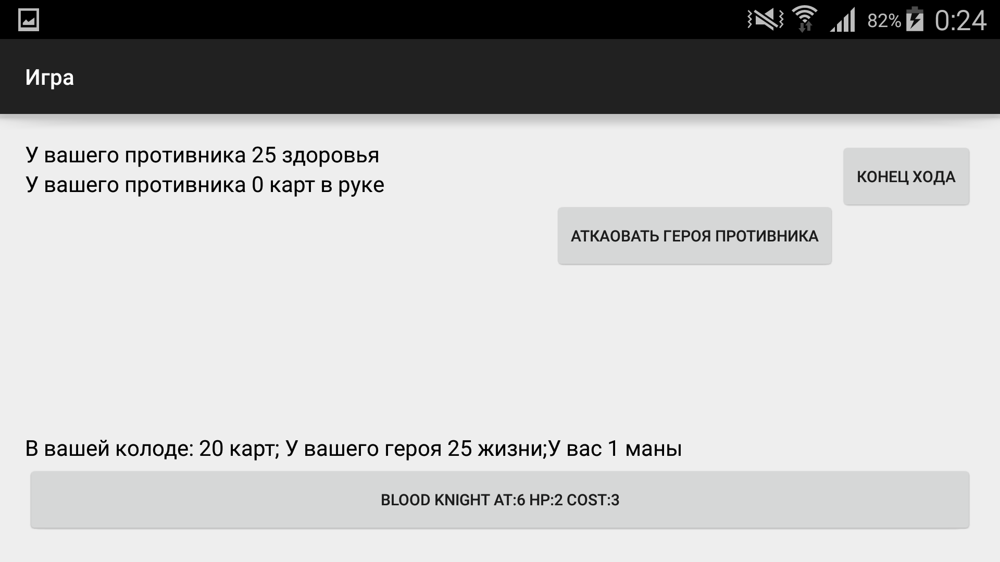 82% 0:24
Игра
У вашего противника 25 здоровья
У вашего противника 0 карт в руке
КОНЕЦ ХОДА
АТКАОВАТЬ ГЕРОЯ ПРОТИВНИКА
В вашей колоде: 20 карт; У вашего героя 25 жизни;У вас 1 маны
BLOOD KNIGHT AT:6 HP:2 COST:3